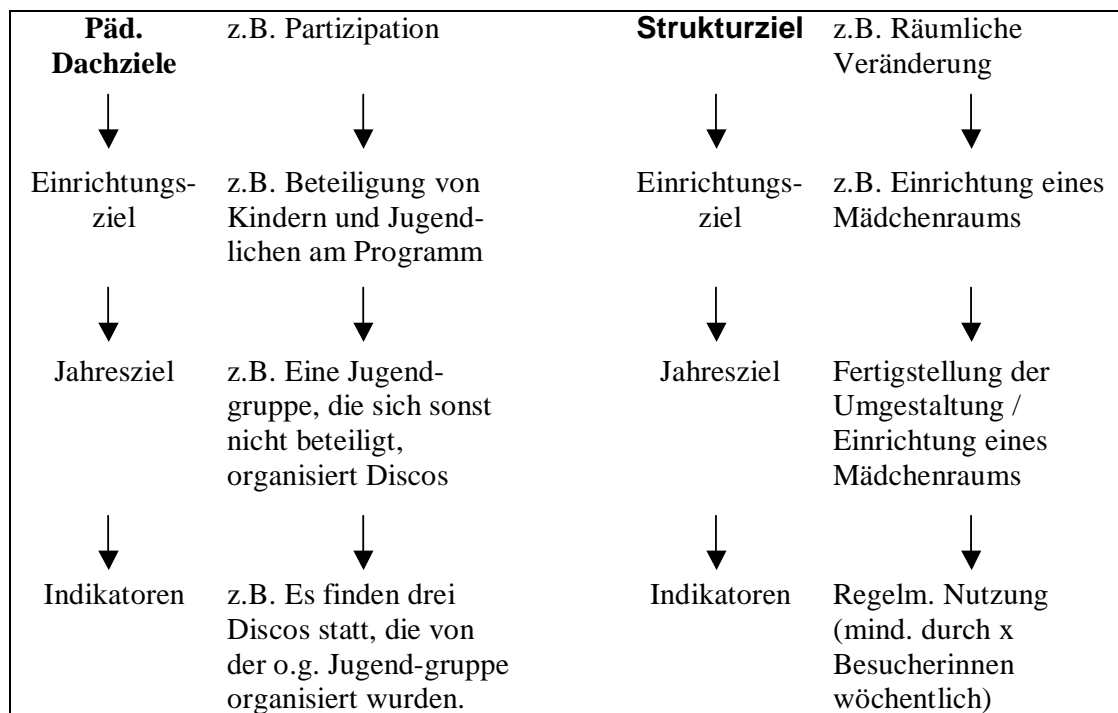 Päd.
Dachziele
z.B. Partizipation
Strukturziel
z.B. Räumliche
Veränderung
Einrichtungs-
ziel
z.B. Beteiligung von
Kindern und Jugend-
lichen am Programm
Einrichtungs-
ziel
z.B. Einrichtung eines
Mädchenraums
Jahresziel
z.B. Eine Jugend-
gruppe, die sich sonst
nicht beteiligt,
organisiert Discos
Jahresziel
Fertigstellung der
Umgestaltung /
Einrichtung eines
Mädchenraums
Indikatoren
z.B. Es finden drei
Discos statt, die von
der o.g. Jugend-gruppe
organisiert wurden.
Indikatoren
Regelm. Nutzung
(mind. durch x
Besucherinnen
wöchentlich)